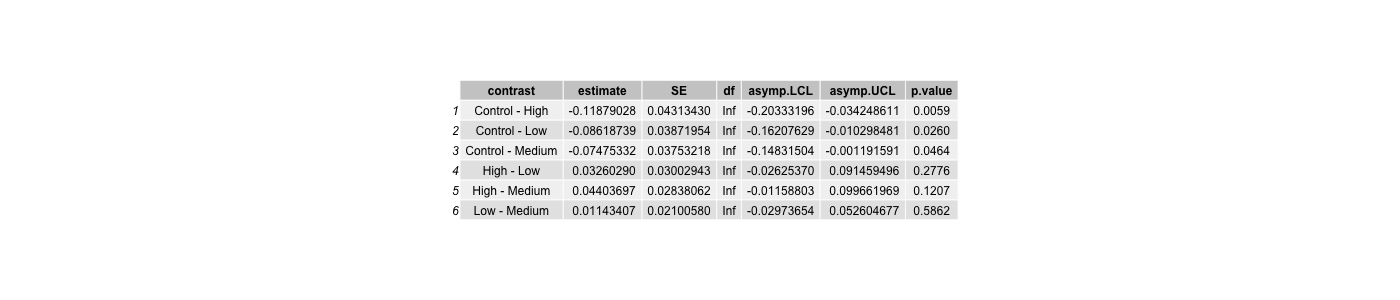 contrast estimate SE df asymp.LCL asymp.UCL p.value
1 Control - High -0.11879028 0.04313430 Inf -0.20333196 -0.034248611 0.0059
2 Control - Low -0.08618739 0.03871954 Inf -0.16207629 -0.010298481 0.0260
3 Control - Medium -0.07475332 0.03753218 Inf -0.14831504 -0.001191591 0.0464
4 High - Low 0.03260290 0.03002943 Inf -0.02625370 0.091459496 0.2776
5 High - Medium 0.04403697 0.02838062 Inf -0.01158803 0.099661969 0.1207
6 Low - Medium 0.01143407 0.02100580 Inf -0.02973654 0.052604677 0.5862